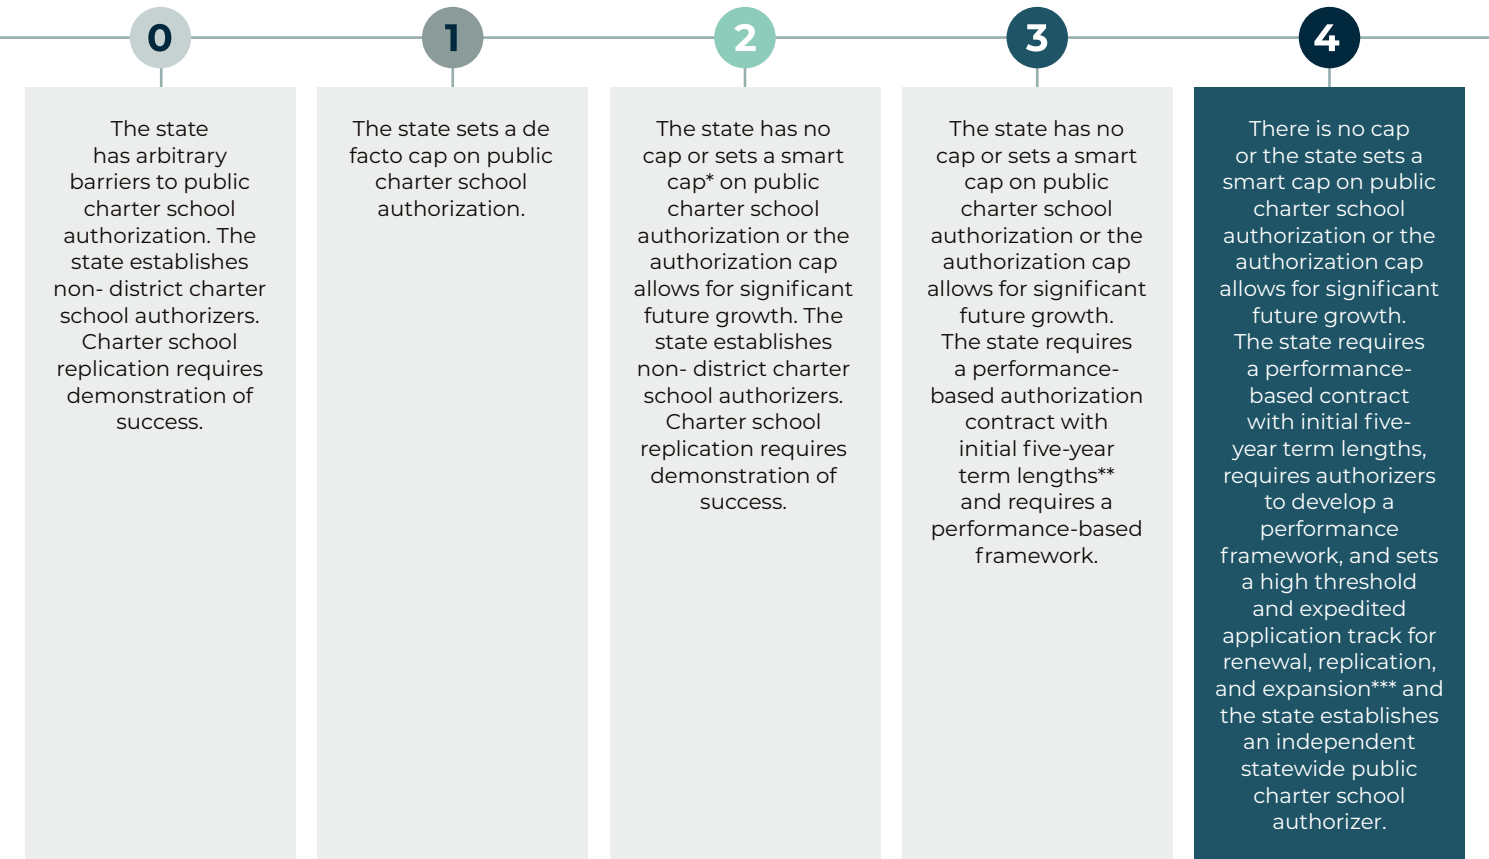 0
The state
has arbitrary
barriers to public
charter school
authorization. The
state establishes
non- district charter
school authorizers.
Charter school
replication requires
demonstration of
success.
1
The state sets a de
facto cap on public
charter school
authorization.
2
The state has no
cap or sets a smart
cap* on public
charter school
authorization or the
authorization cap
allows for significant
future growth. The
state establishes
non- district charter
school authorizers.
Charter school
replication requires
demonstration of
success.
3
The state has no
cap or sets a smart
cap on public
charter school
authorization or the
authorization cap
allows for significant
future growth.
The state requires
a performance-
based authorization
contract with
initial five-year
term lengths**
and requires a
performance-based
framework.
4
There is no cap
or the state sets a
smart cap on public
charter school
authorization or the
authorization cap
allows for significant
future growth.
The state requires
a performance-
based contract
with initial five-
year term lengths,
requires authorizers
to develop a
performance
framework, and sets
a high threshold
and expedited
application track for
renewal, replication,
and expansion*** and
the state establishes
an independent
statewide public
charter school
authorizer.